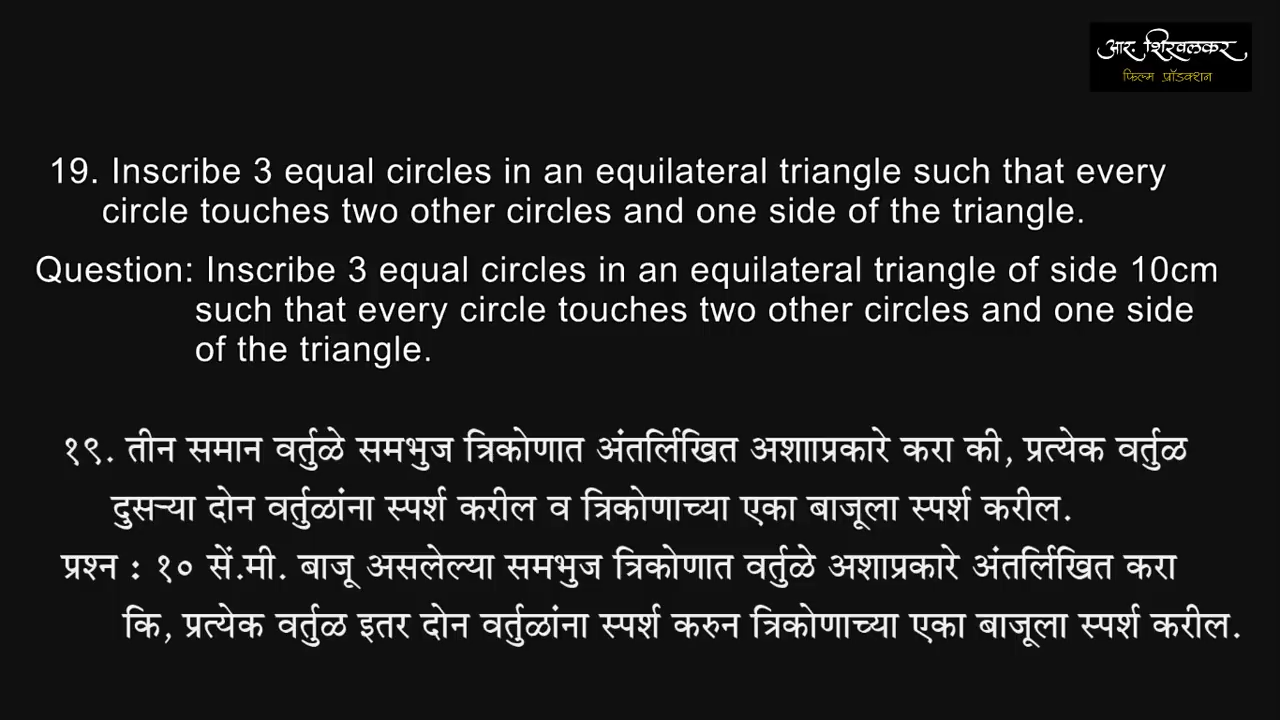 आर. शिरवलकर
फिल्म प्रॉडक्शन
19. Inscribe 3 equal circles in an equilateral triangle such that every
circle touches two other circles and one side of the triangle.
Question: Inscribe 3 equal circles in an equilateral triangle of side 10cm
such that every circle touches two other circles and one side
of the triangle.
१९. तीन समान वर्तुळे समभुज त्रिकोणात अंतर्लिखित अशााप्रकारे करा की, प्रत्येक वर्तुळ
दुसऱ्या दोन वर्तुळांना स्पर्श करील व त्रिकोणाच्या एका बाजूला स्पर्श करील.
प्रश्न : १० सें.मी. बाजू असलेल्या समभुज त्रिकोणात वर्तुळे अशाप्रकारे अंतर्लिखित करा
कि, प्रत्येक वर्तुळ इतर दोन वर्तुळांना स्पर्श करुन त्रिकोणाच्या एका बाजूला स्पर्श करील.